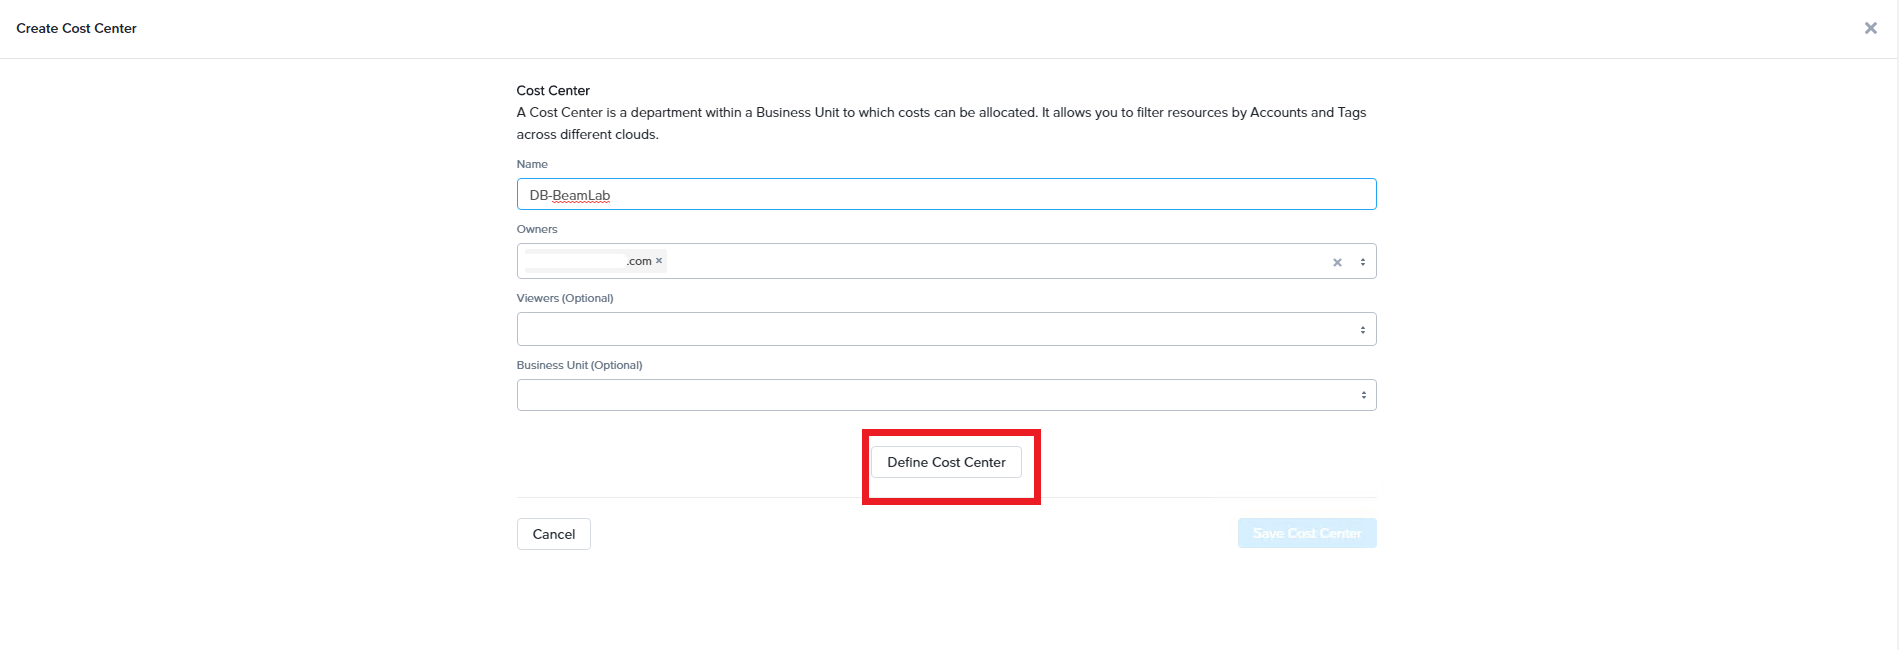 Create Cost Center
Cost Center
A Cost Center is a department within a Business Unit to which costs can be allocated. It allows you to filter resources by Accounts and Tags
across different clouds.
Name
DB-BeamLab
Owners
.com
Viewers (Optional)
Business Unit (Optional)
Define Cost Center
Cancel
Save Cost Center